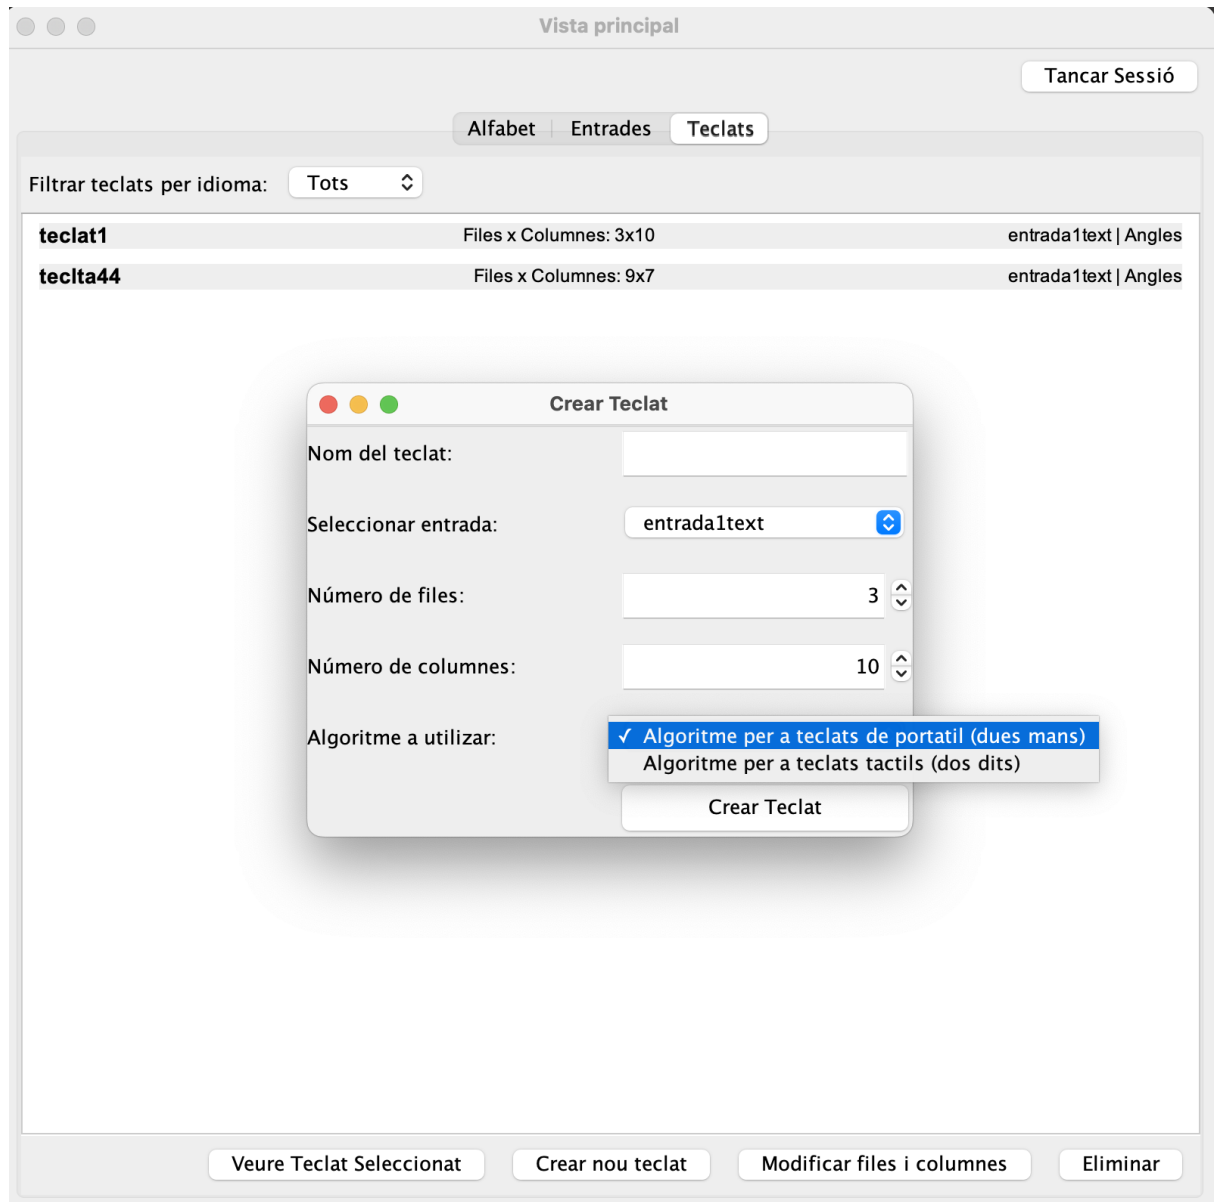 Vista principal
Tancar Sessió
Alfabet Entrades Teclats
Filtrar teclats per idioma: Tots
teclat1 Files x Columnes: 3x10 entrada1text | Angles
teclta44 Files x Columnes: 9x7 entrada1text | Angles
Crear Teclat
Nom del teclat:
Seleccionar entrada: entrada1text
Número de files: 3
Número de columnes: 10
Algoritme a utilizar: ✓ Algoritme per a teclats de portatil (dues mans)
Algoritme per a teclats tactils (dos dits)
Crear Teclat
Veure Teclat Seleccionat Crear nou teclat Modificar files i columnes Eliminar